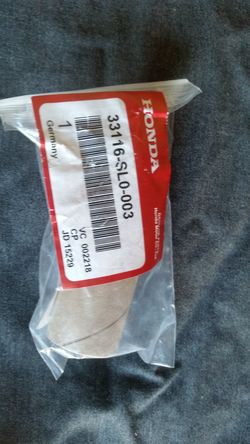 HONDA
33116-SL0-003
VC 002218
CP
JD 15229
1
Germany